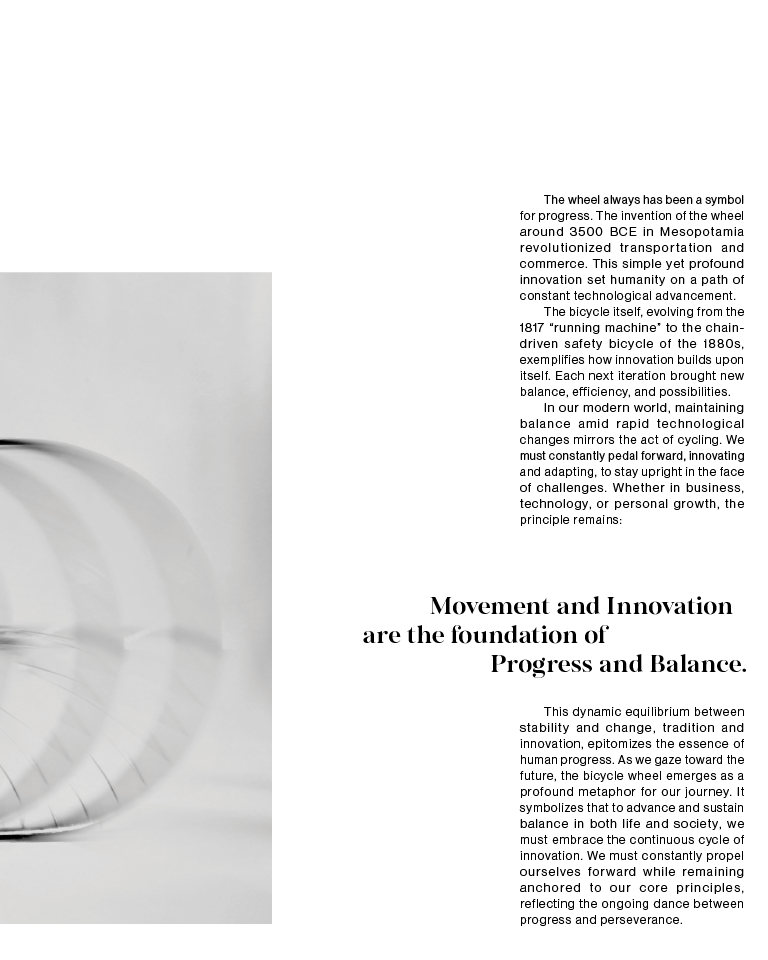 The wheel always has been a symbol
for progress. The invention of the wheel
around 3500 BCE in Mesopotamia
revolutionized transportation and
commerce. This simple yet profound
innovation set humanity on a path of
constant technological advancement.
The bicycle itself, evolving from the
1817 "running machine" to the chain-
driven safety bicycle of the 1880s,
exemplifies how innovation builds upon
itself. Each next iteration brought new
balance, efficiency, and possibilities.
In our modern world, maintaining
balance amid rapid technological
changes mirrors the act of cycling. We
must constantly pedal forward, innovating
and adapting, to stay upright in the face
of challenges. Whether in business,
technology, or personal growth, the
principle remains:
Movement and Innovation
are the foundation of
Progress and Balance.
This dynamic equilibrium between
stability and change, tradition and
innovation, epitomizes the essence of
human progress. As we gaze toward the
future, the bicycle wheel emerges as a
profound metaphor for our journey. It
symbolizes that to advance and sustain
balance in both life and society, we
must embrace the continuous cycle of
innovation. We must constantly propel
ourselves forward while remaining
anchored to our core principles,
reflecting the ongoing dance between
progress and perseverance.